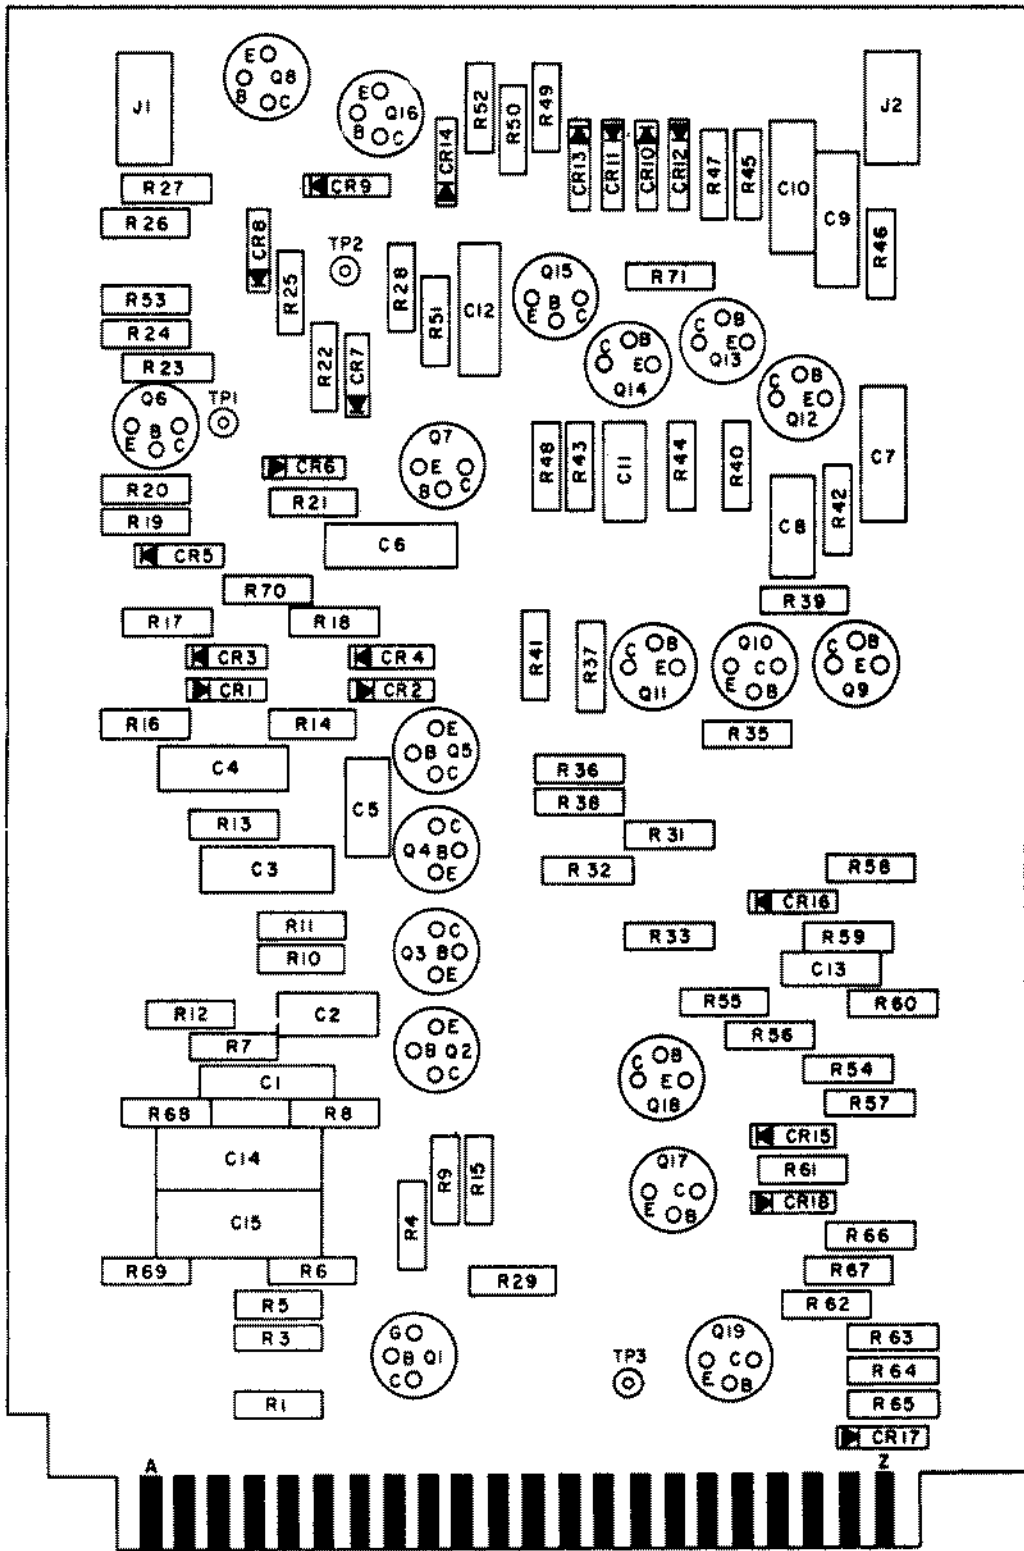 J1
E
B
Q8
C
E
B
Q16
C
R52
R50
R49
J2
CR14
CR13
CR11
CR10
CR12
R47
R45
C10
C9
R27
CR9
R26
R46
CR8
R25
TP2
R28
R51
C12
Q15
E
B
C
R71
R53
R24
R23
R22
CR7
C
B
E
Q14
C
B
E
Q13
C
B
E
Q12
Q6
E
B
C
TP1
Q7
E
B
C
R48
R43
C11
R44
R40
C7
CR6
R20
R21
C8
R42
R19
C6
CR5
R70
R39
R17
R18
R41
R37
C
B
E
Q11
Q10
E
C
B
C
B
E
Q9
CR3
CR4
CR1
CR2
R16
R14
R35
E
B
Q5
C
C4
C5
R36
R38
R13
C
Q4
B
E
R31
C3
R32
R58
CR16
R11
C
Q3
B
E
R33
R59
R10
C13
R12
C2
R55
R60
R7
E
B
Q2
C
R56
C1
C
B
E
Q18
R54
R68
R8
R57
C14
CR15
R9
R15
Q17
E
C
B
R61
R4
CR18
C15
R66
R69
R6
R29
R67
R5
R62
R3
G
B
Q1
C
TP3
Q19
E
C
B
R63
R64
R1
R65
CR17
A
Z